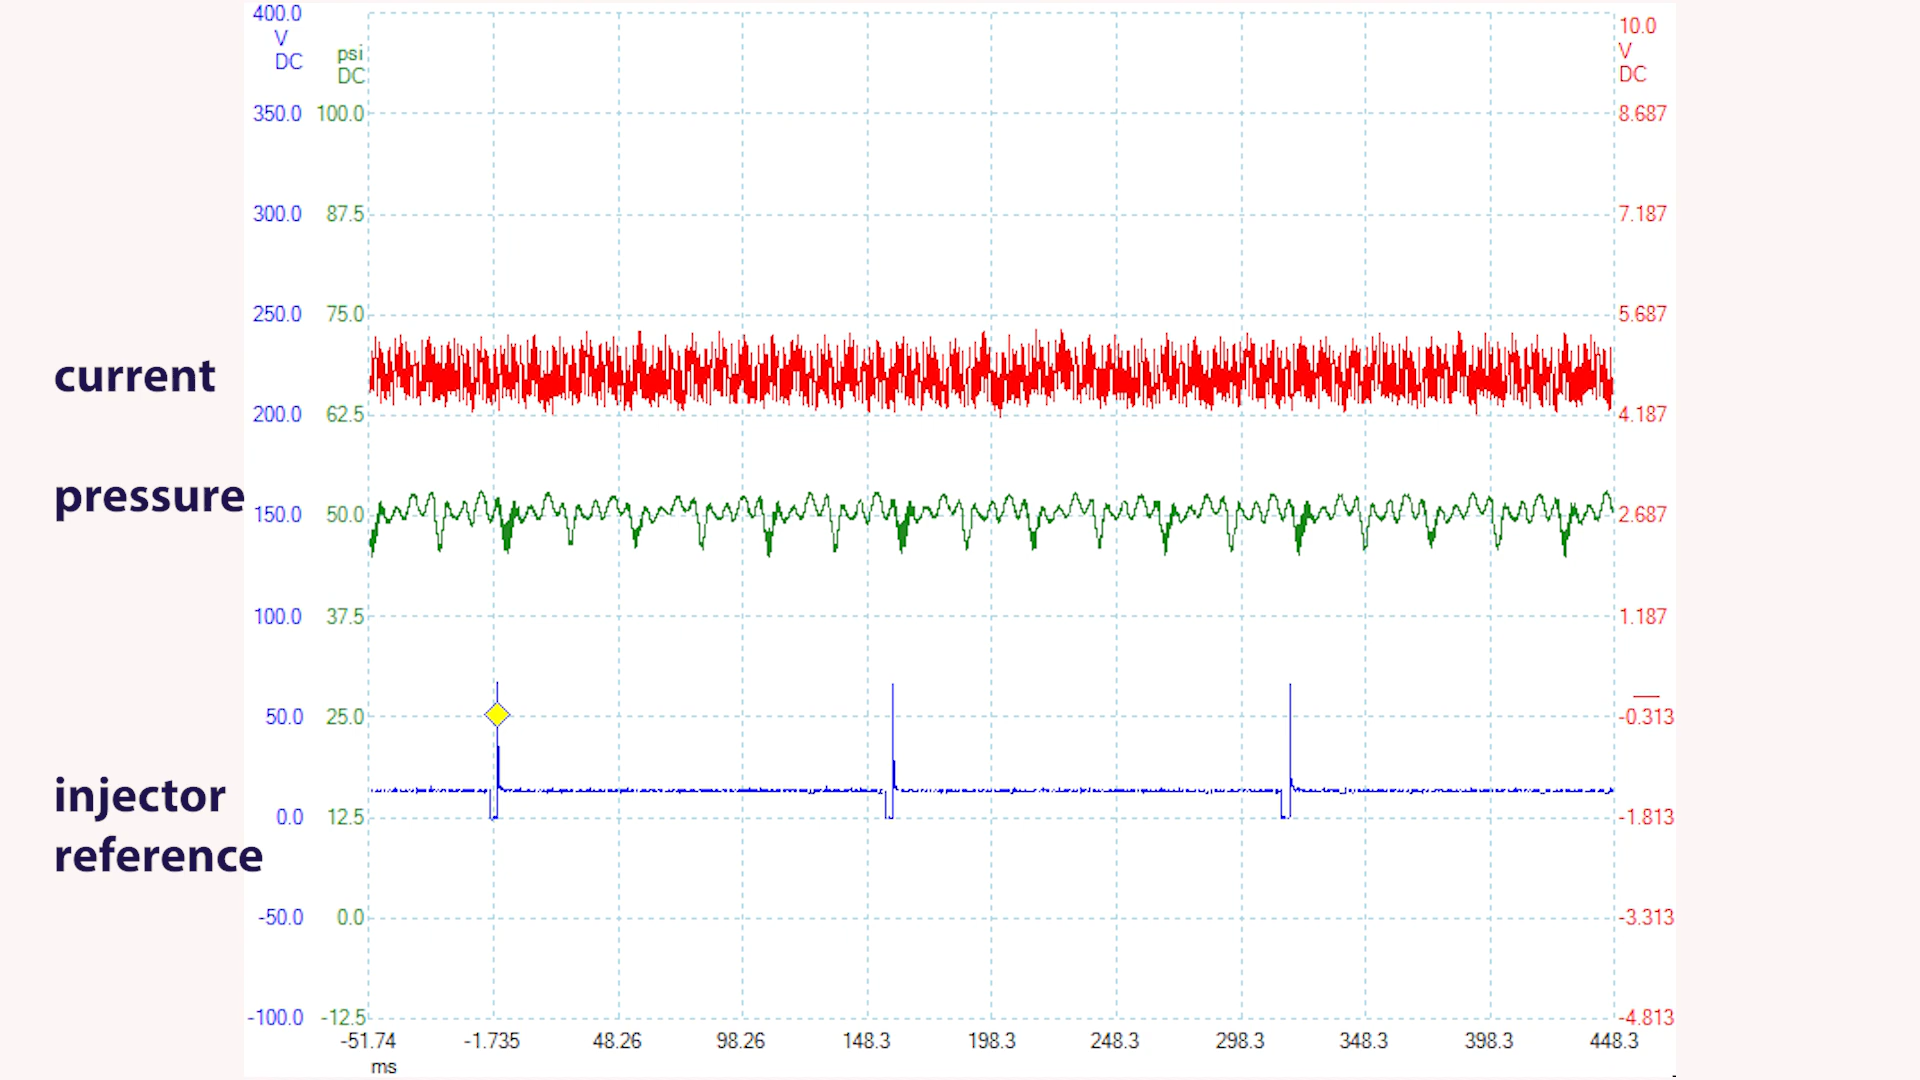 400.0
V
DC
psi
DC
10.0
V
DC
350.0 100.0 8.687
300.0 87.5 7.187
250.0 75.0 5.687
current
200.0 62.5 4.187
pressure
150.0 50.0 2.687
100.0 37.5 1.187
50.0 25.0 -0.313
injector
reference
0.0 12.5 -1.813
-50.0 0.0 -3.313
-100.0 -12.5 -4.813
-51.74 -1.735 48.26 98.26 148.3 198.3 248.3 298.3 348.3 398.3 448.3
ms